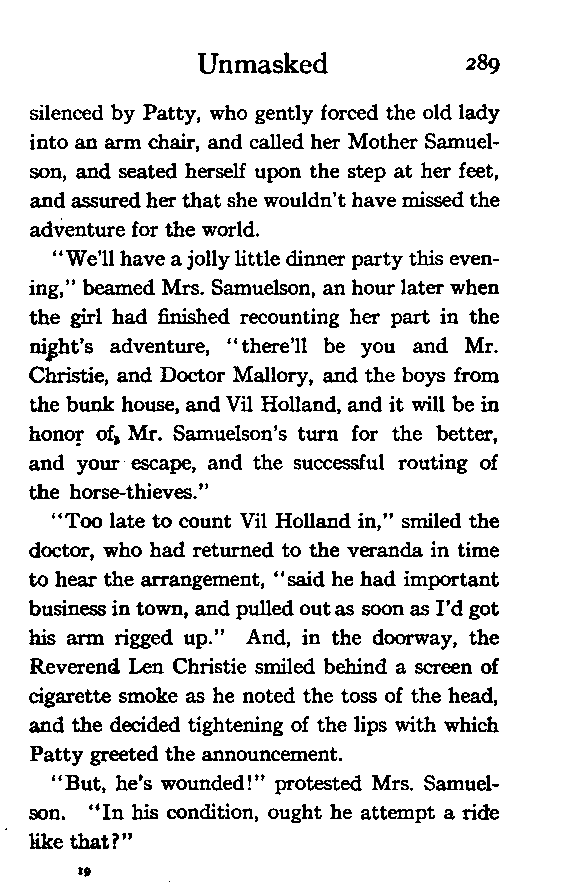 Unmasked 289
silenced by Patty, who gently forced the old lady
into an arm chair, and called her Mother Samuel-
son, and seated herself upon the step at her feet,
and assured her that she wouldn't have missed the
adventure for the world.
"We'll have a jolly little dinner party this even-
ing," beamed Mrs. Samuelson, an hour later when
the girl had finished recounting her part in the
night's adventure, "there'll be you and Mr.
Christie, and Doctor Mallory, and the boys from
the bunk house, and Vil Holland, and it will be in
honor of, Mr. Samuelson's turn for the better,
and your escape, and the successful routing of
the horse-thieves."
"Too late to count Vil Holland in," smiled the
doctor, who had returned to the veranda in time
to hear the arrangement, "said he had important
business in town, and pulled out as soon as I'd got
his arm rigged up." And, in the doorway, the
Reverend Len Christie smiled behind a screen of
cigarette smoke as he noted the toss of the head,
and the decided tightening of the lips with which
Patty greeted the announcement.
"But, he's wounded!" protested Mrs. Samuel-
son. "In his condition, ought he attempt a ride
like that?"
19